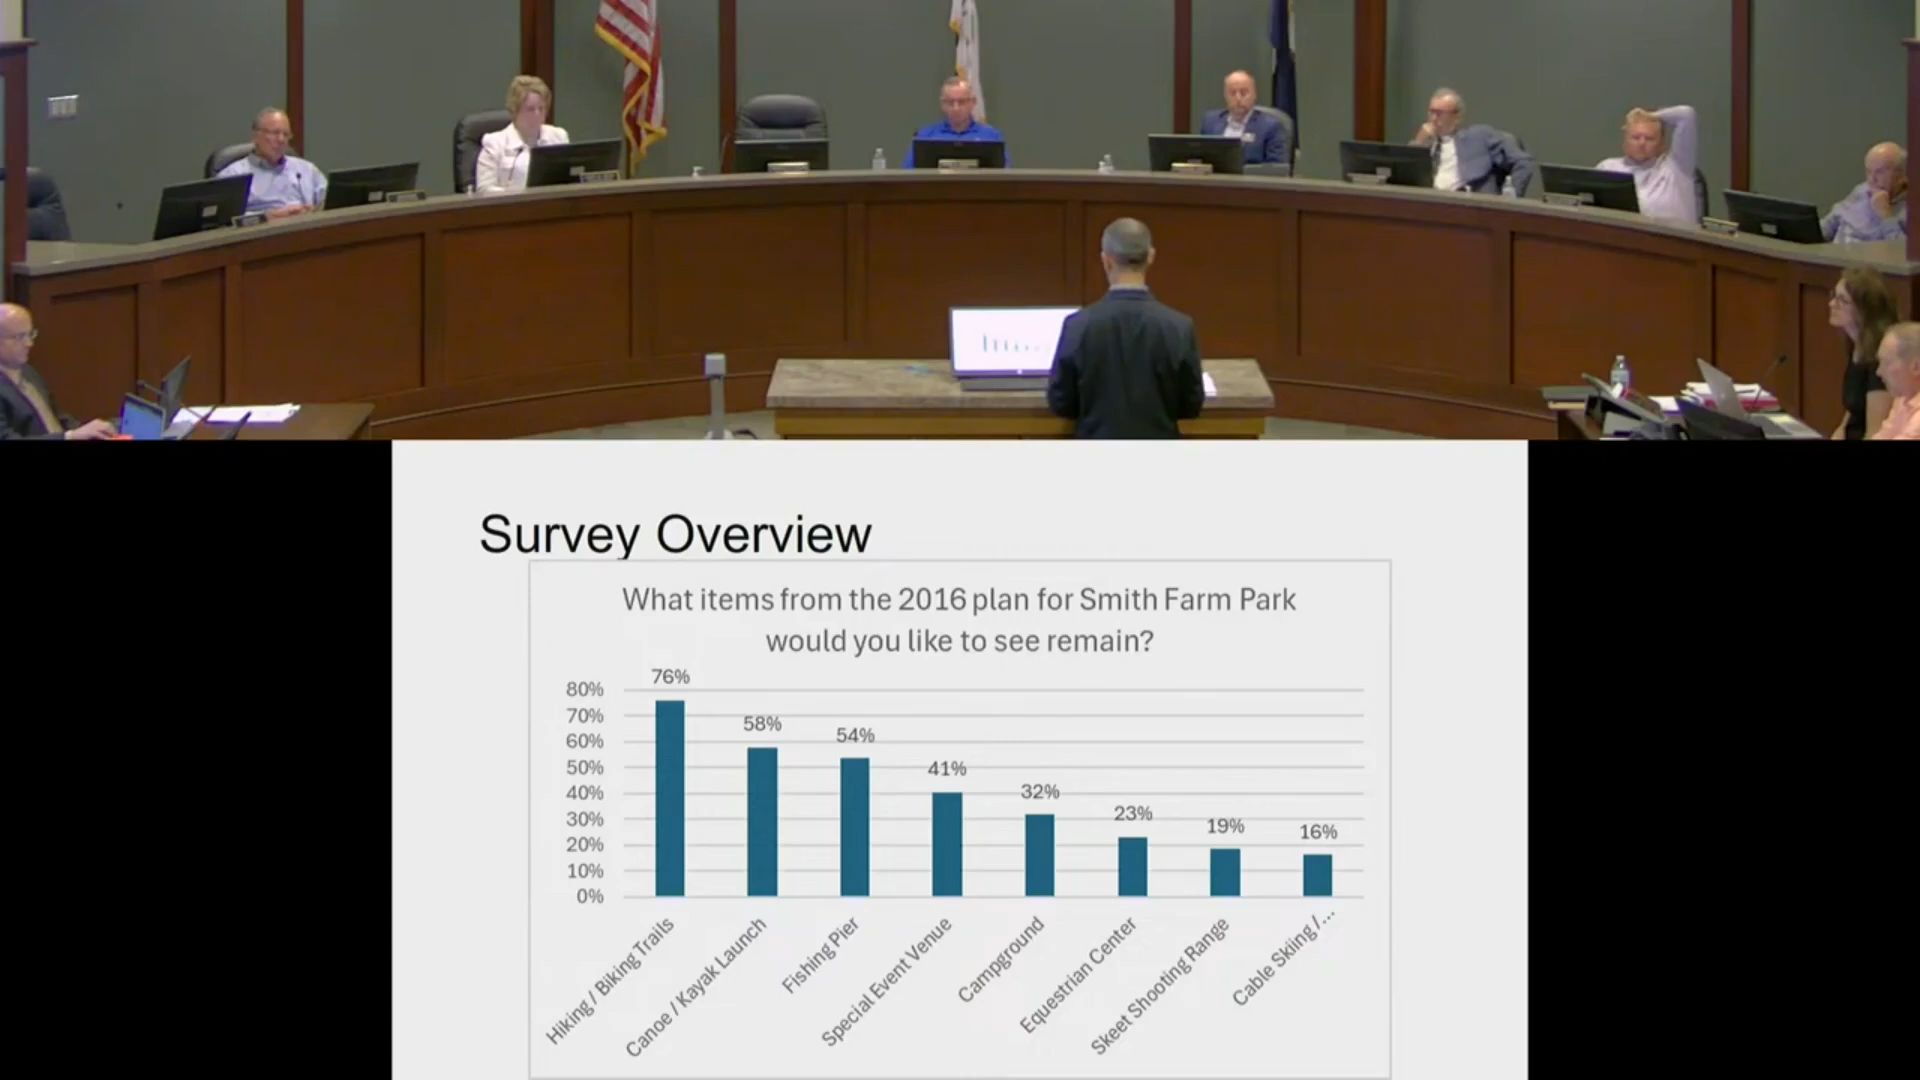 Survey Overview
What items from the 2016 plan for Smith Farm Park
would you like to see remain?
76%
58%
54%
41%
32%
23%
19%
16%
80%
70%
60%
50%
40%
30%
20%
10%
0%
Hiking / Biking Trails
Canoe / Kayak Launch
Fishing Pier
Special Event Venue
Campground
Equestrian Center
Skeet Shooting Range
Cable Skiing /...